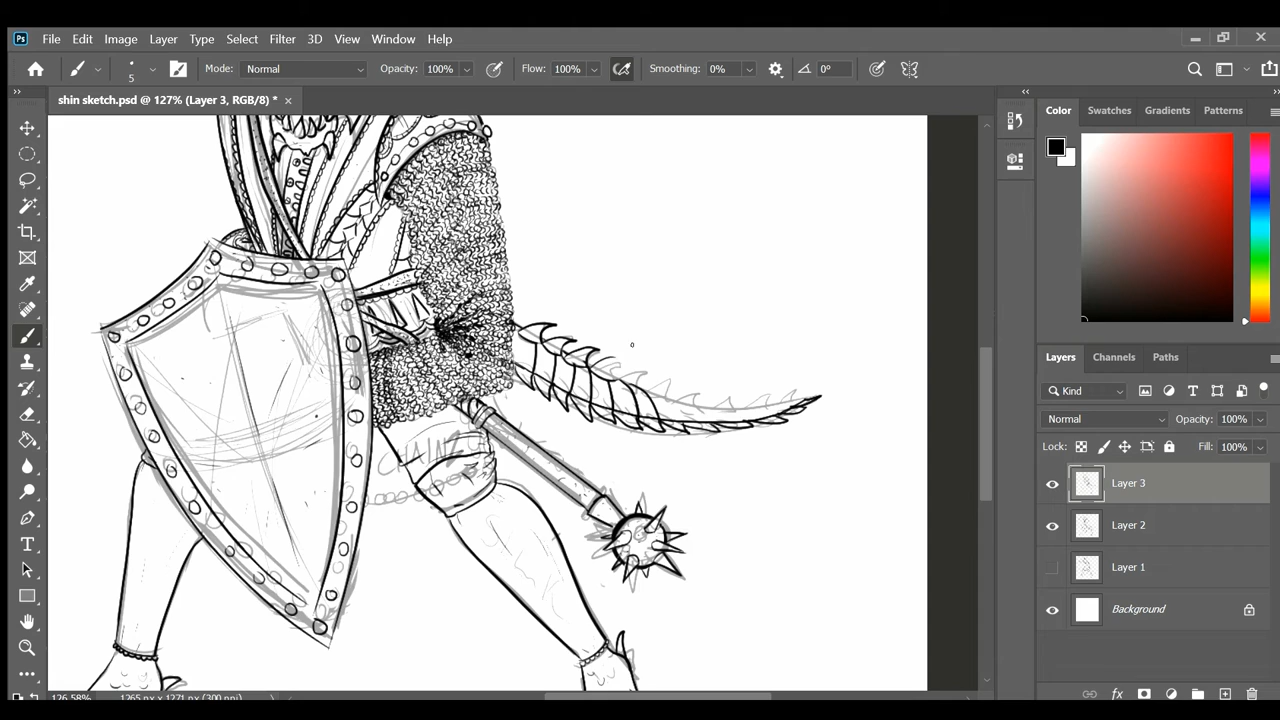 Ps File Edit Image Layer Type Select Filter 3D View Window Help
5 Mode: Normal Opacity: 100% Flow: 100% Smoothing: 0% 0°
shin sketch.psd @ 127% (Layer 3, RGB/8) *
Color Swatches Gradients Patterns
Layers Channels Paths
Kind
Normal Opacity: 100%
Lock: Fill: 100%
Layer 3
Layer 2
Layer 1
Background
fx
CHAIN
126.58% 1265 px x 1271 px (300 ppi)